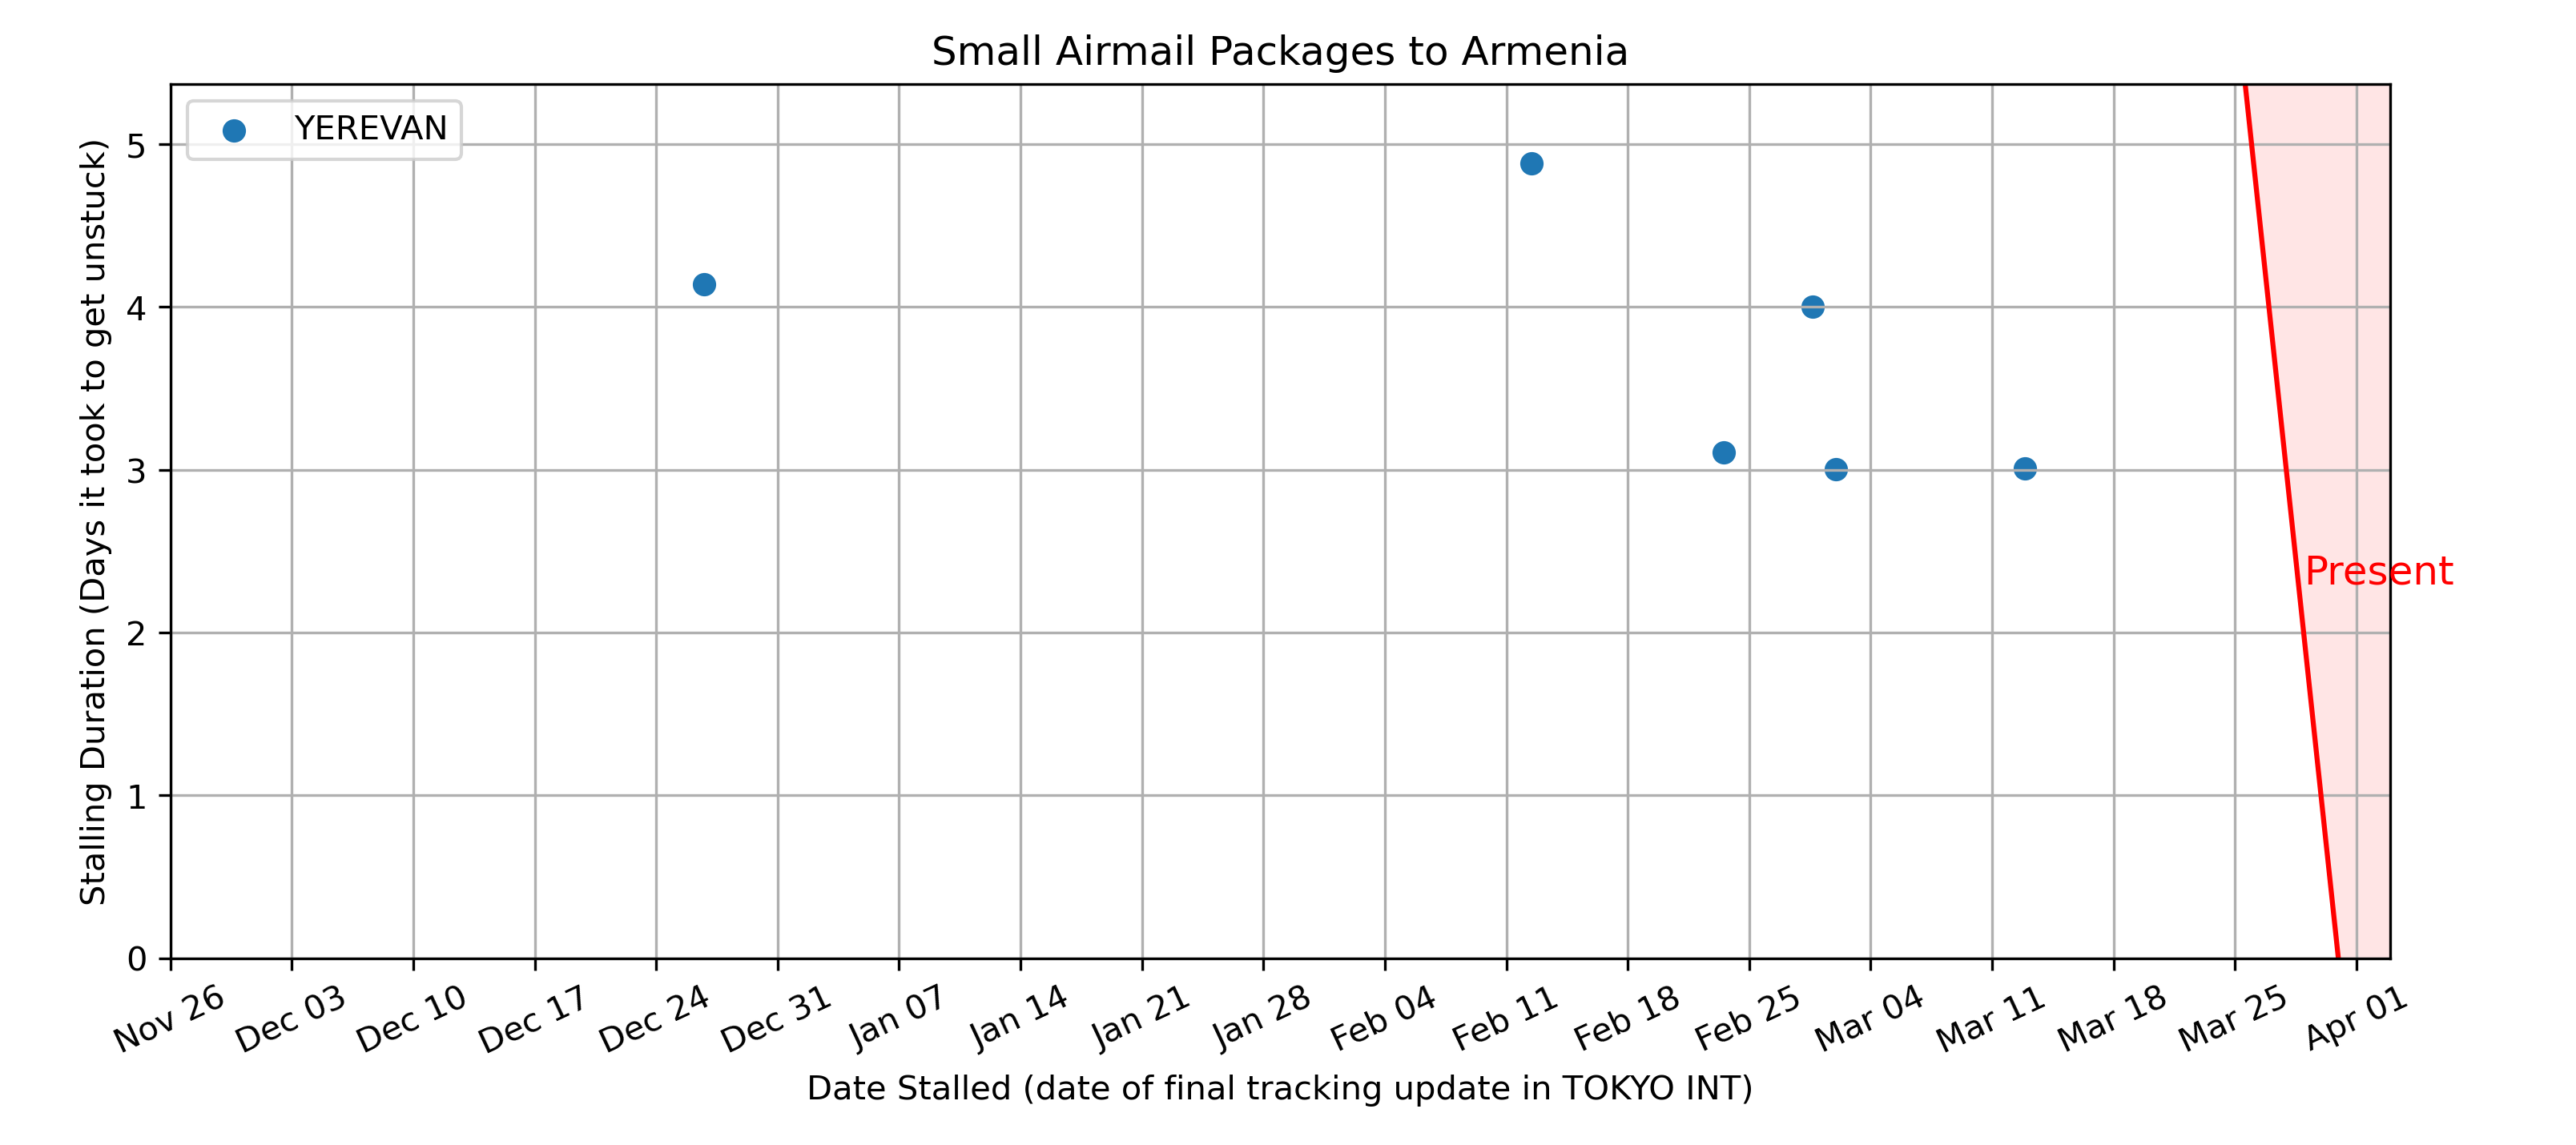 Small Airmail Packages to Armenia
YEREVAN
Stalling Duration (Days it took to get unstuck)
5
4
3
2
1
0
Present
Nov 26
Dec 03
Dec 10
Dec 17
Dec 24
Dec 31
Jan 07
Jan 14
Jan 21
Jan 28
Feb 04
Feb 11
Feb 18
Feb 25
Mar 04
Mar 11
Mar 18
Mar 25
Apr 01
Date Stalled (date of final tracking update in TOKYO INT)